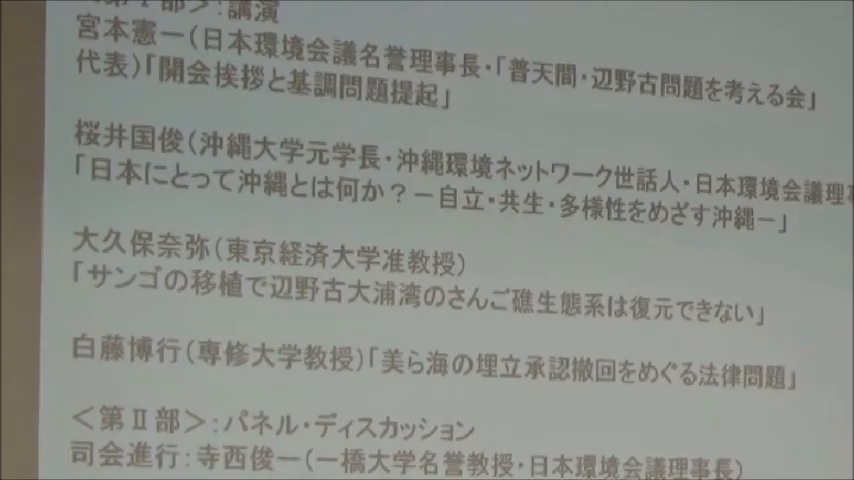 <第Ⅰ部>:講演
宮本憲一(日本環境会議名誉理事長・「普天間・辺野古問題を考える会」
代表)「開会挨拶と基調問題提起」
桜井国俊(沖縄大学元学長・沖縄環境ネットワーク世話人・日本環境会議理事
「日本にとって沖縄とは何か?－自立・共生・多様性をめざす沖縄－」
大久保奈弥(東京経済大学准教授)
「サンゴの移植で辺野古大浦湾のさんご礁生態系は復元できない」
白藤博行(専修大学教授)「美ら海の埋立承認撤回をめぐる法律問題」
<第Ⅱ部>:パネル・ディスカッション
司会進行:寺西俊一(一橋大学名誉教授・日本環境会議理事長)